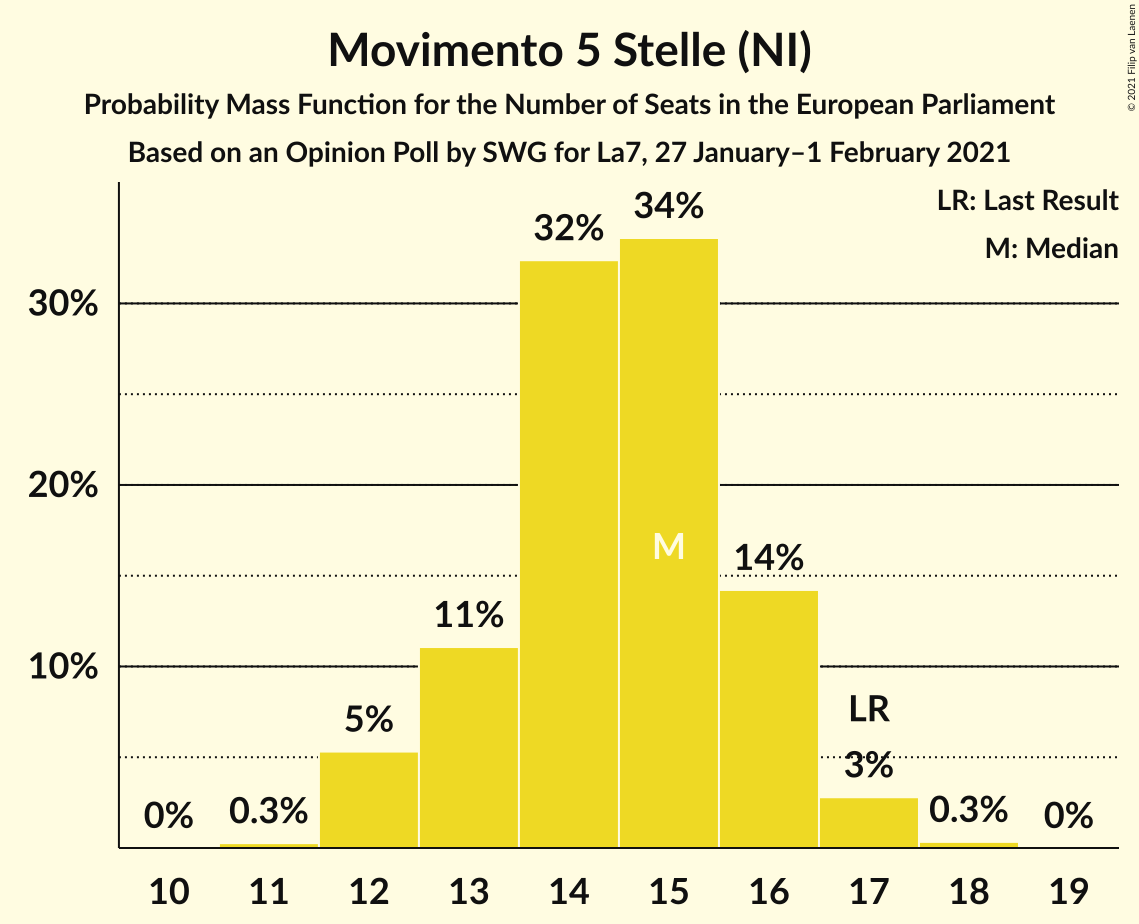 Movimento 5 Stelle (NI)
Probability Mass Function for the Number of Seats in the European Parliament
Based on an Opinion Poll by SWG for La7, 27 January–1 February 2021
© 2021 Filip van Laenen
LR: Last Result
M: Median
30%
20%
10%
0%
0.3%
5%
11%
32%
34%
M
14%
LR
3%
0.3%
0%
10 11 12 13 14 15 16 17 18 19